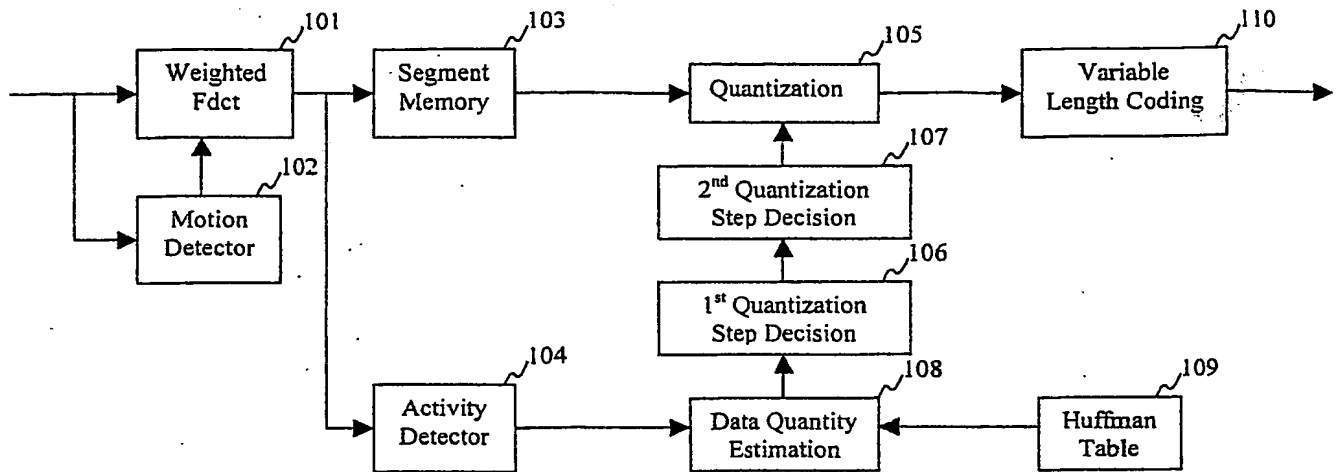 101
Weighted
Fdct
103
Segment
Memory
105
Quantization
110
Variable
Length Coding
102
Motion
Detector
107
2nd Quantization
Step Decision
106
1st Quantization
Step Decision
104
Activity
Detector
108
Data Quantity
Estimation
109
Huffman
Table